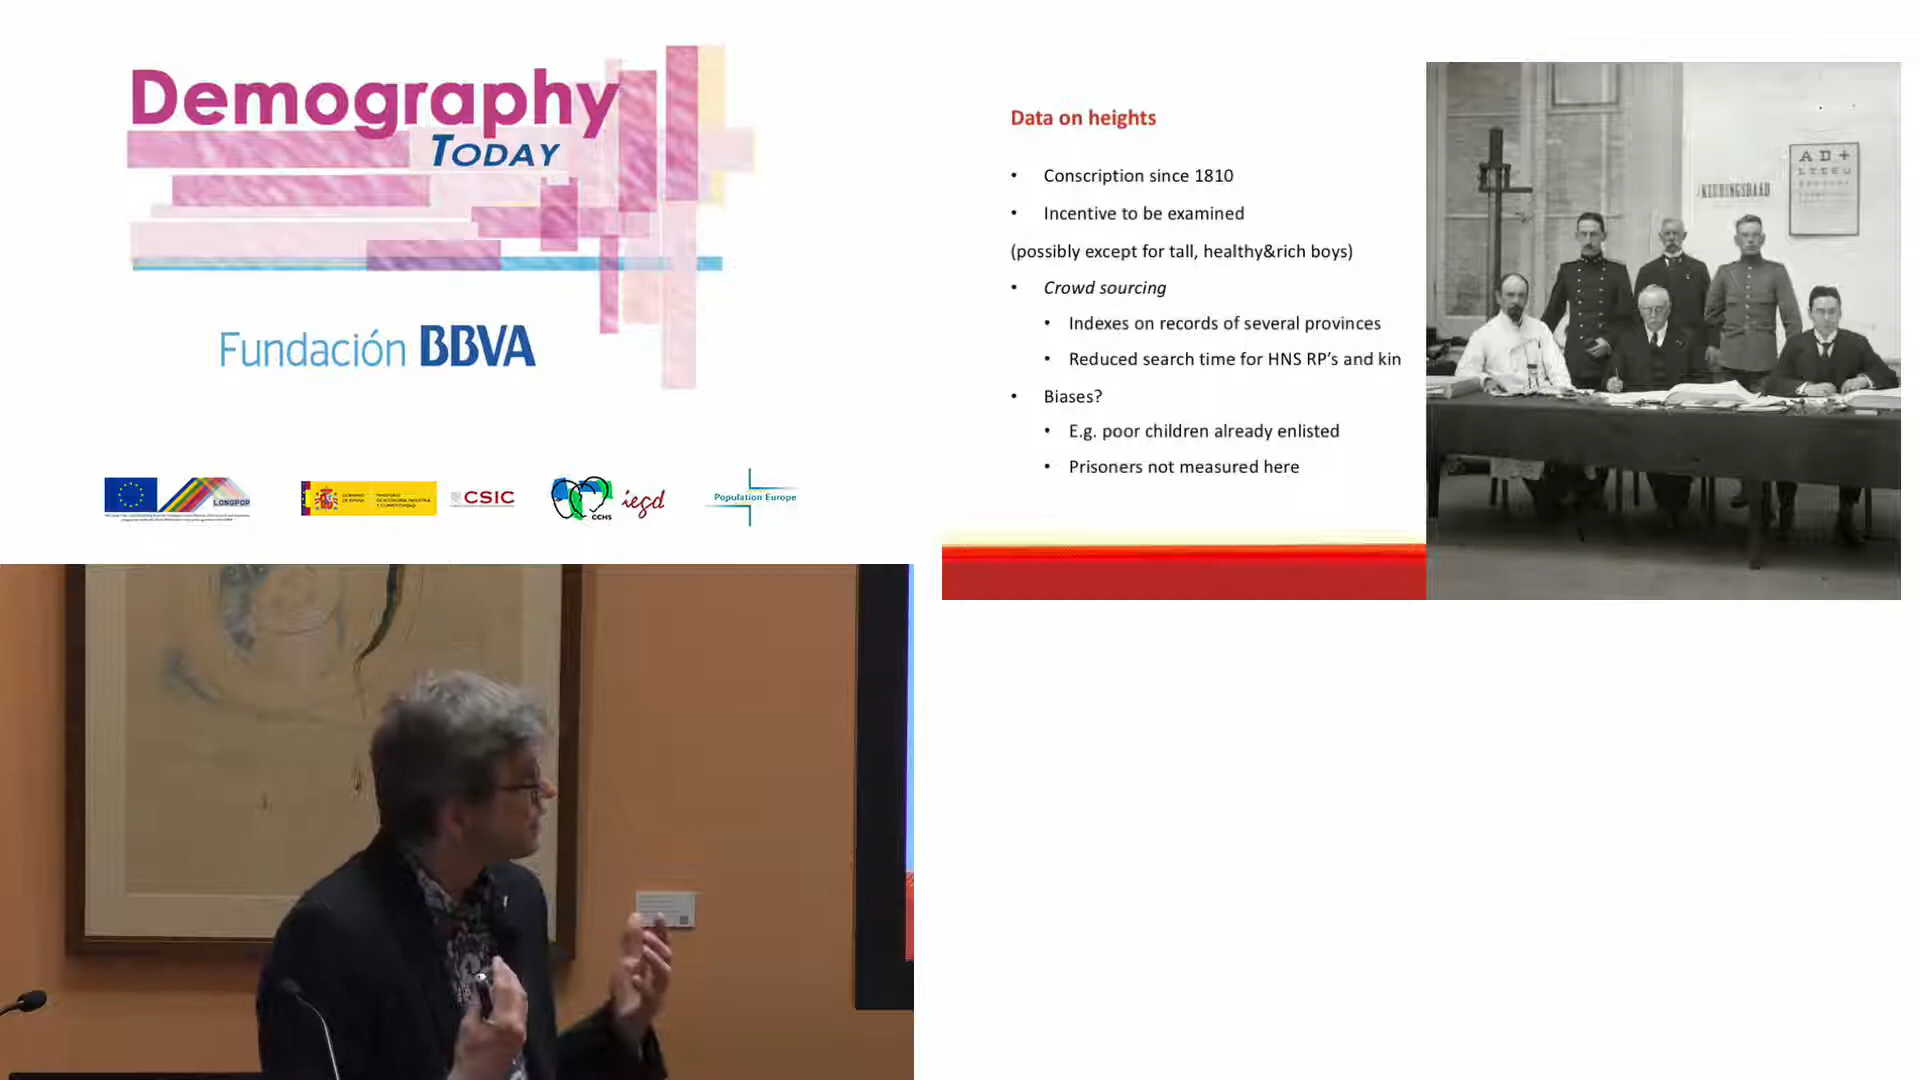 Demography
TODAY
Fundación BBVA
LONGPOP
CSIC
CCHS
iegd
Population Europe
Data on heights
• Conscription since 1810
• Incentive to be examined
(possibly except for tall, healthy&rich boys)
• Crowd sourcing
• Indexes on records of several provinces
• Reduced search time for HNS RP's and kin
• Biases?
• E.g. poor children already enlisted
• Prisoners not measured here
A D +